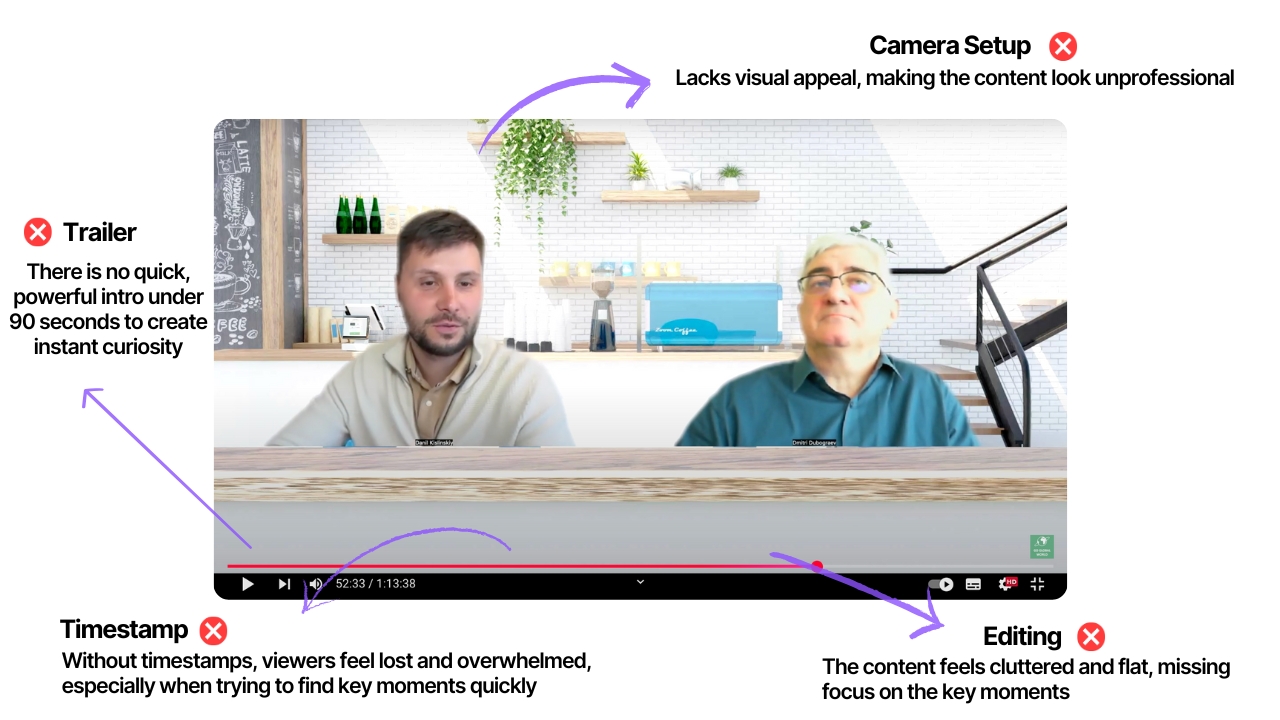 Camera Setup
Lacks visual appeal, making the content look unprofessional
Trailer
There is no quick,
powerful intro under
90 seconds to create
instant curiosity
LATTE
FFEE
Zoom Coffee
Danil Kislinskiy
Dmitri Dubograev
52:33 / 1:13:38
HD
Timestamp
Without timestamps, viewers feel lost and overwhelmed,
especially when trying to find key moments quickly
Editing
The content feels cluttered and flat, missing
focus on the key moments